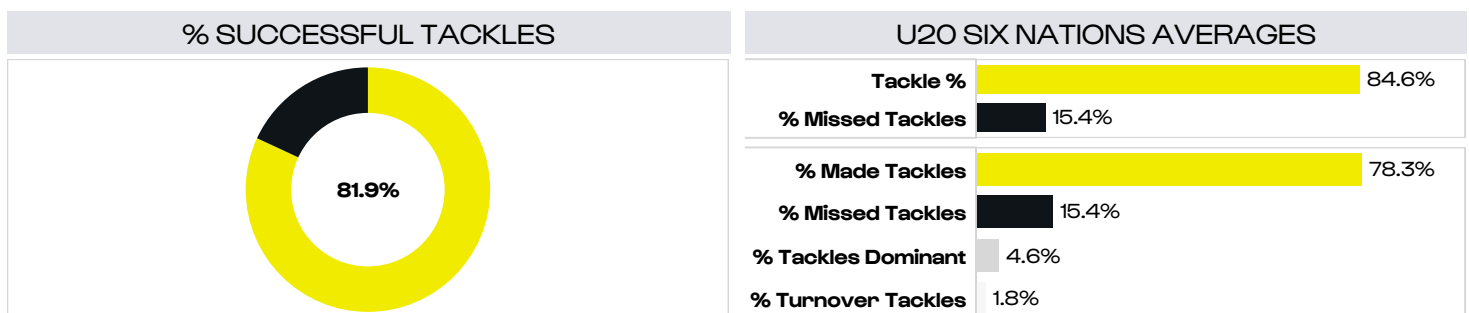 % SUCCESSFUL TACKLES
81.9%
U20 SIX NATIONS AVERAGES
Tackle % 84.6%
% Missed Tackles 15.4%
% Made Tackles 78.3%
% Missed Tackles 15.4%
% Tackles Dominant 4.6%
% Turnover Tackles 1.8%